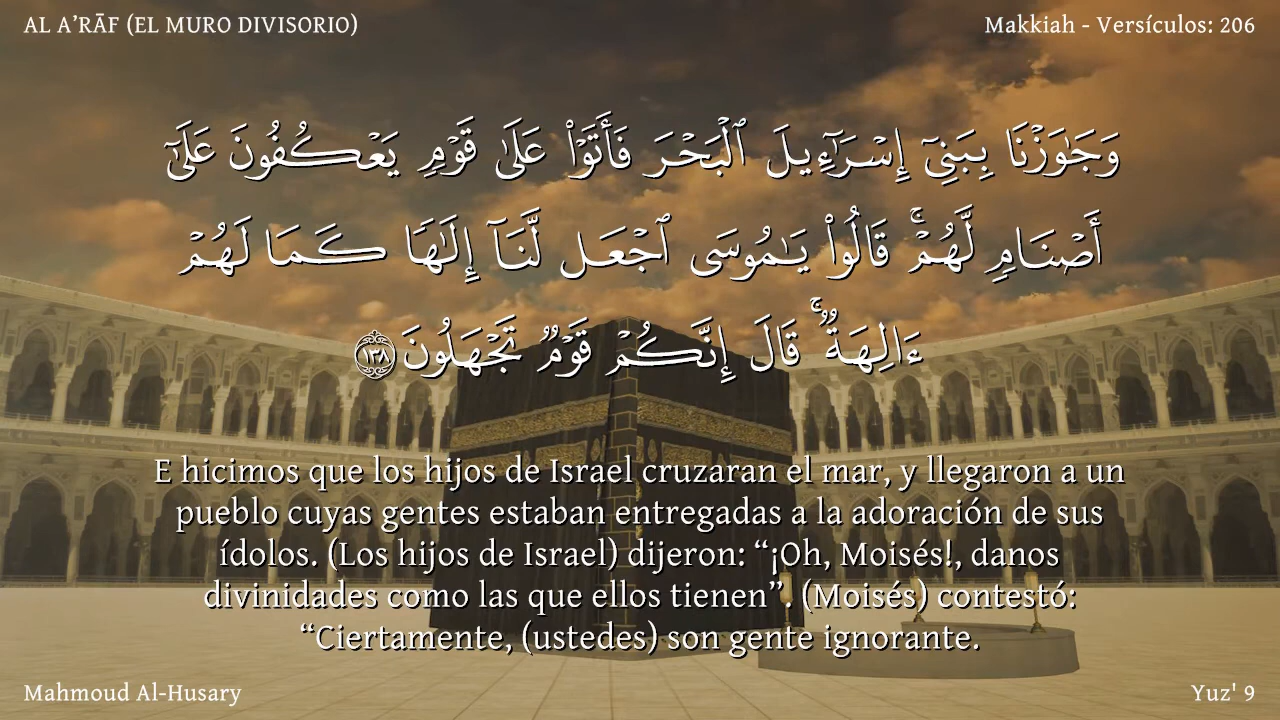 AL A’RĀF (EL MURO DIVISORIO)
Makkiah - Versículos: 206
وَجَٰوَزْنَا بِبَنِىٓ إِسْرَٰٓءِيلَ ٱلْبَحْرَ فَأَتَوْا۟ عَلَىٰ قَوْمٍ يَعْكُفُونَ عَلَىٰٓ
أَصْنَامٍ لَّهُمْ ۚ قَالُوا۟ يَٰمُوسَى ٱجْعَل لَّنَآ إِلَٰهًا كَمَا لَهُمْ
ءَالِهَةٌ ۚ قَالَ إِنَّكُمْ قَوْمٌ تَجْهَلُونَ ١٣٨
E hicimos que los hijos de Israel cruzaran el mar, y llegaron a un
pueblo cuyas gentes estaban entregadas a la adoración de sus
ídolos. (Los hijos de Israel) dijeron: “¡Oh, Moisés!, danos
divinidades como las que ellos tienen”. (Moisés) contestó:
“Ciertamente, (ustedes) son gente ignorante.
Mahmoud Al-Husary
Yuz' 9